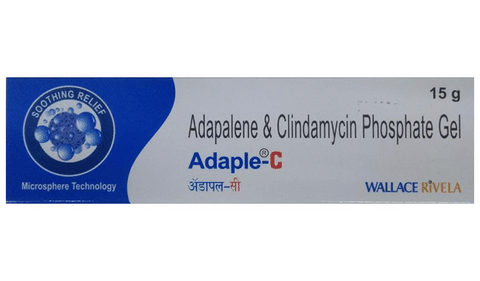 SOOTHING RELIEF
Microsphere Technology
15 g
Adapalene & Clindamycin Phosphate Gel
Adaple®-C
अ‍ॅडापल-सी
WALLACE RIVELA